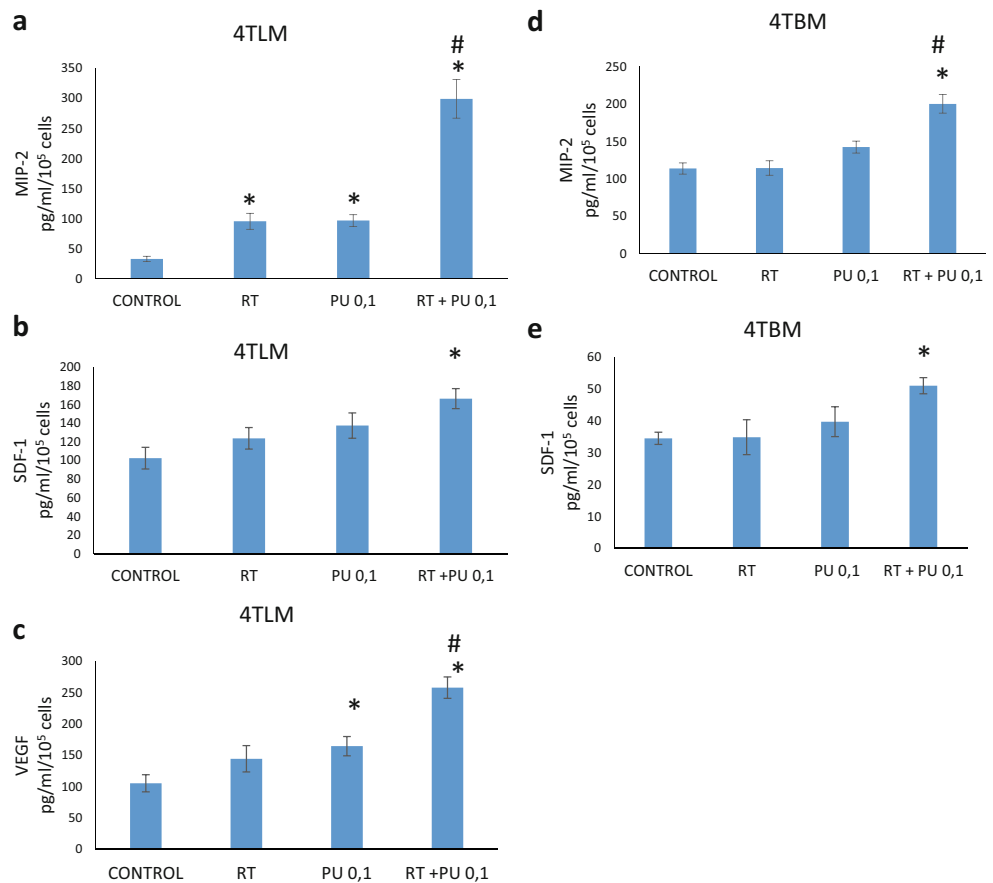 a
4TLM
#
*
*
*
MIP-2
pg/ml/10⁵ cells
350
300
250
200
150
100
50
0
CONTROL RT PU 0,1 RT + PU 0,1
b
4TLM
*
SDF-1
pg/ml/10⁵ cells
200
180
160
140
120
100
80
60
40
20
0
CONTROL RT PU 0,1 RT +PU 0,1
c
4TLM
#
*
*
VEGF
pg/ml/10⁵ cells
300
250
200
150
100
50
0
CONTROL RT PU 0,1 RT +PU 0,1
d
4TBM
#
*
MIP-2
pg/ml/10⁵ cells
250
200
150
100
50
0
CONTROL RT PU 0,1 RT + PU 0,1
e
4TBM
*
SDF-1
pg/ml/10⁵ cells
60
50
40
30
20
10
0
CONTROL RT PU 0,1 RT + PU 0,1